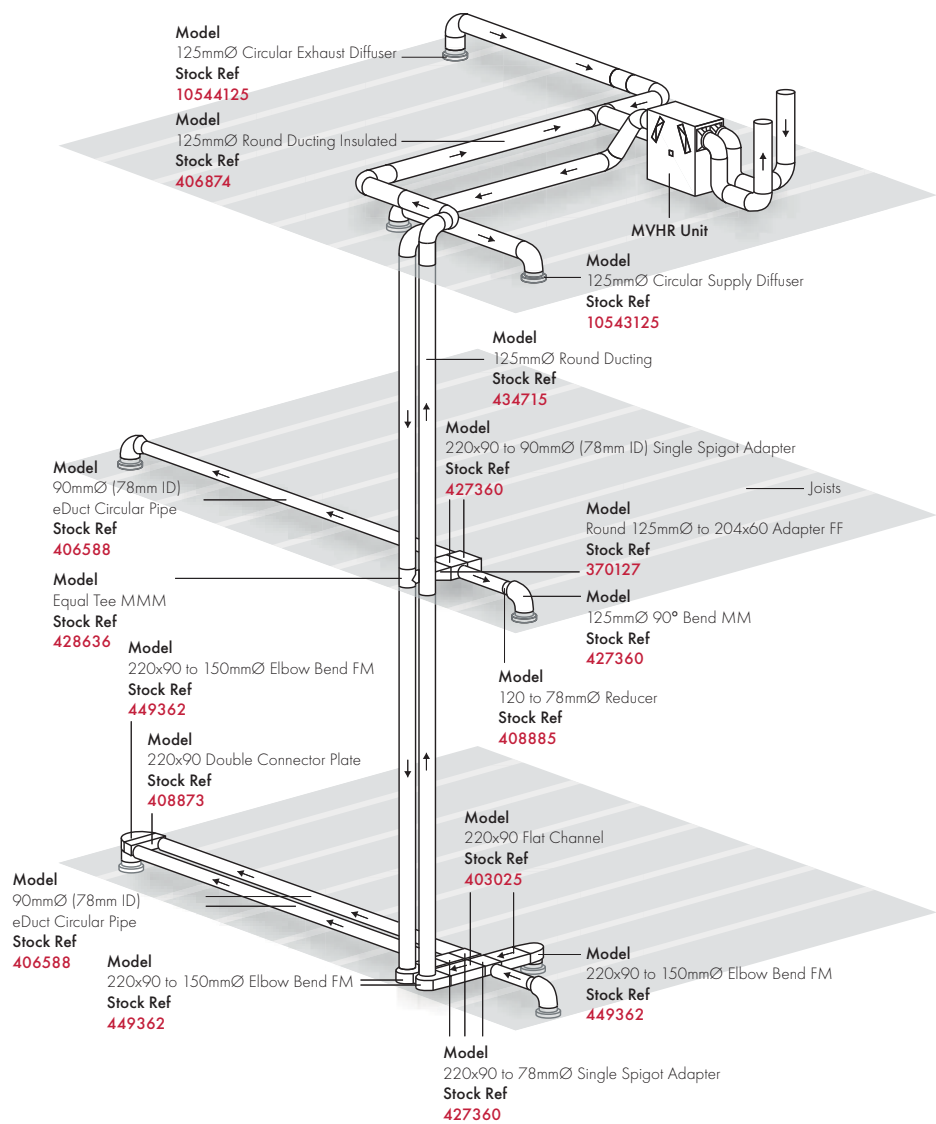 Model
125mmØ Circular Exhaust Diffuser
Stock Ref
10544125
Model
125mmØ Round Ducting Insulated
Stock Ref
406874
MVHR Unit
Model
125mmØ Circular Supply Diffuser
Stock Ref
10543125
Model
125mmØ Round Ducting
Stock Ref
434715
Model
220x90 to 90mmØ (78mm ID) Single Spigot Adapter
Stock Ref
427360
Joists
Model
90mmØ (78mm ID)
eDuct Circular Pipe
Stock Ref
406588
Model
Round 125mmØ to 204x60 Adapter FF
Stock Ref
370127
Model
Equal Tee MMM
Stock Ref
428636
Model
125mmØ 90° Bend MM
Stock Ref
427360
Model
220x90 to 150mmØ Elbow Bend FM
Stock Ref
449362
Model
120 to 78mmØ Reducer
Stock Ref
408885
Model
220x90 Double Connector Plate
Stock Ref
408873
Model
220x90 Flat Channel
Stock Ref
403025
Model
90mmØ (78mm ID)
eDuct Circular Pipe
Stock Ref
406588
Model
220x90 to 150mmØ Elbow Bend FM
Stock Ref
449362
Model
220x90 to 150mmØ Elbow Bend FM
Stock Ref
449362
Model
220x90 to 78mmØ Single Spigot Adapter
Stock Ref
427360